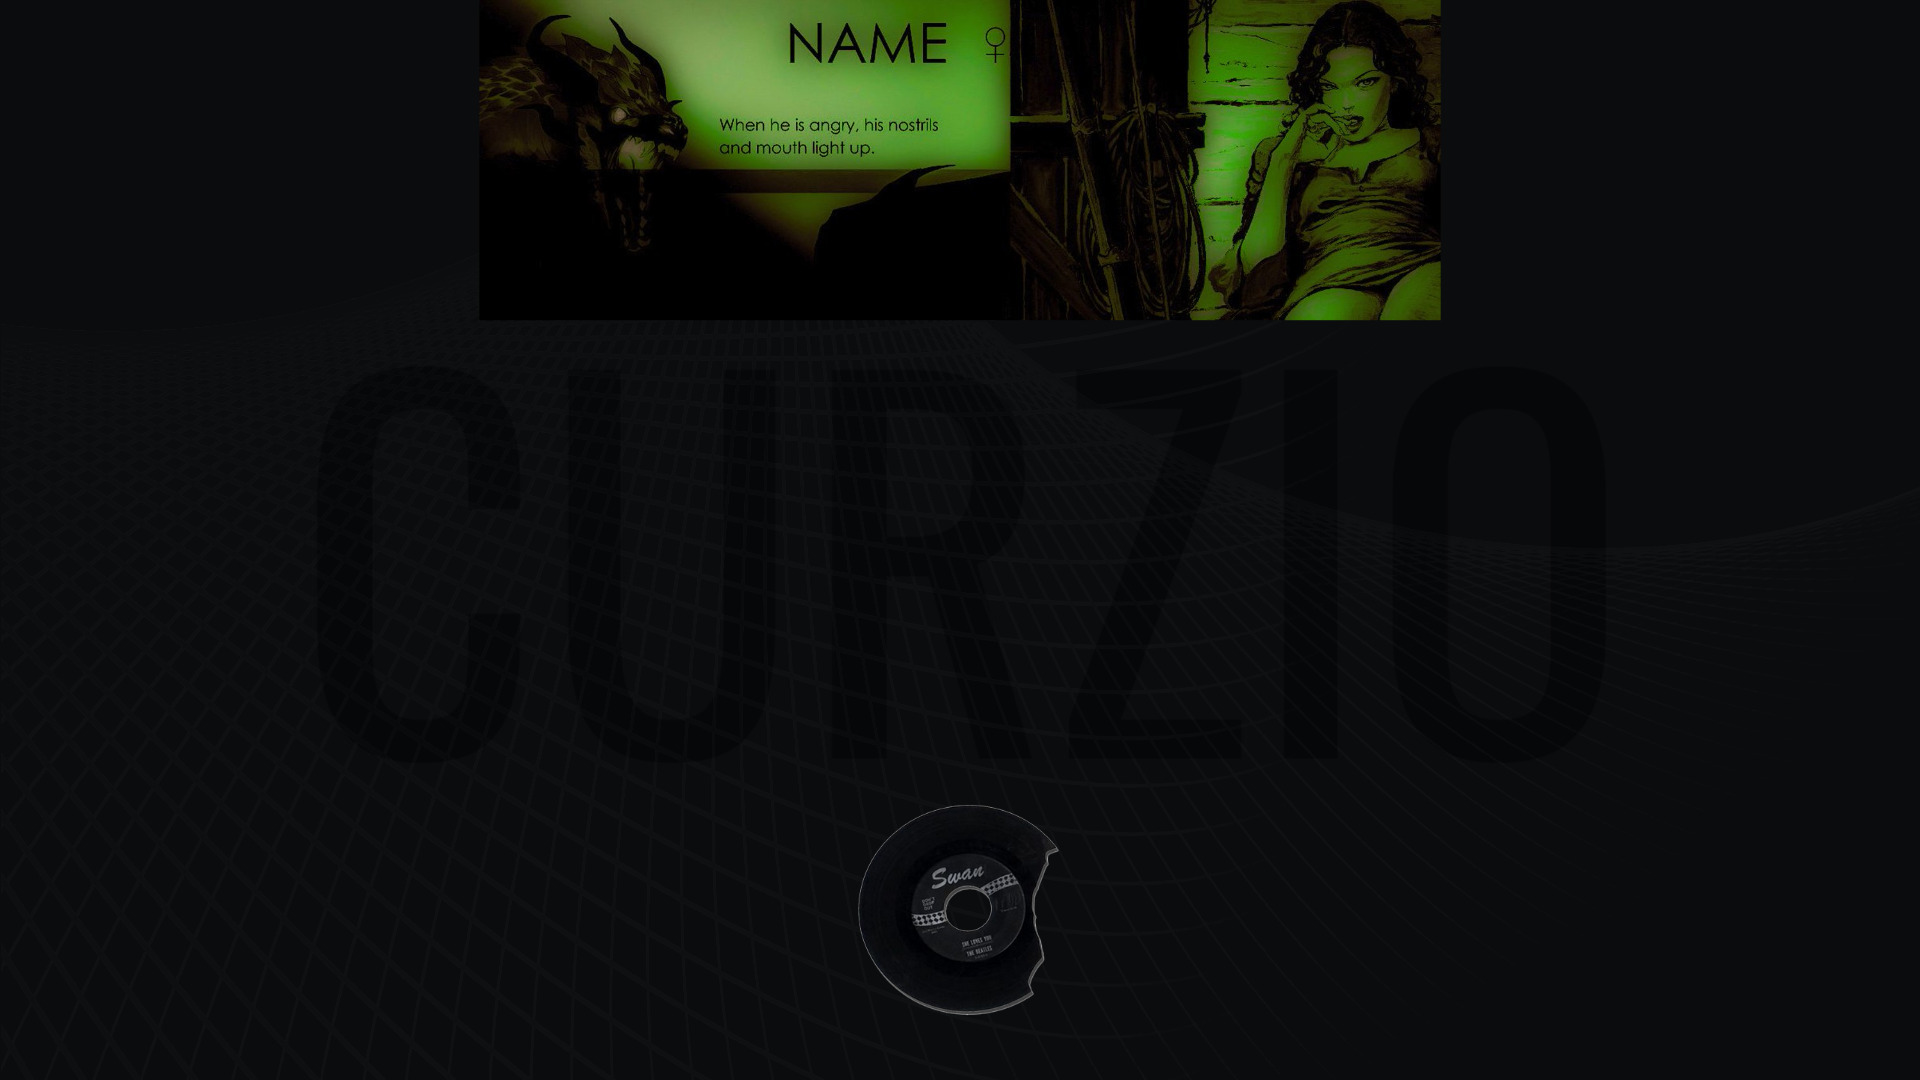 NAME ♀
When he is angry, his nostrils
and mouth light up.
CURZIO
Swan
SHE LOVES YOU
THE BEATLES